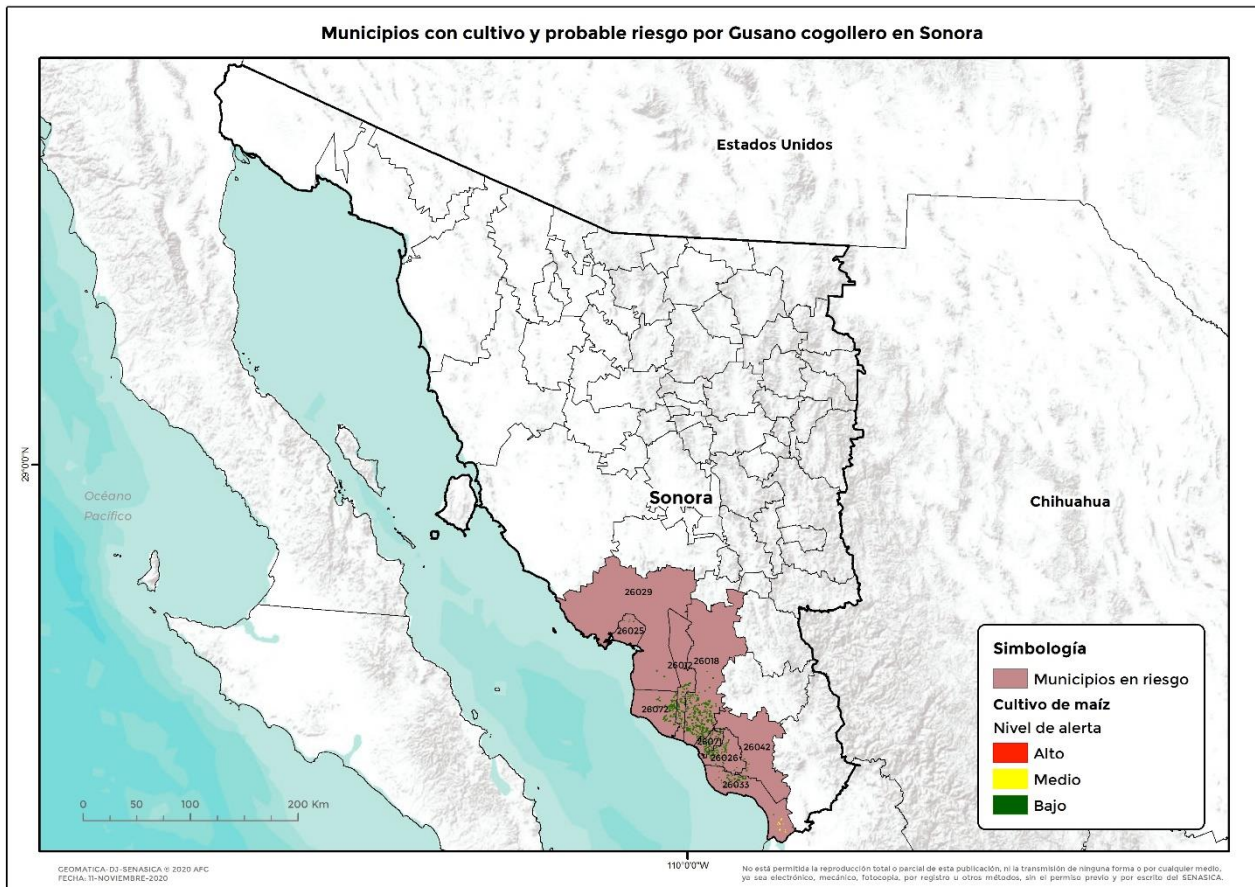 Municipios con cultivo y probable riesgo por Gusano cogollero en Sonora
Estados Unidos
29°0'0"N
Océano
Pacífico
Sonora
Chihuahua
26029
26025
26012
26018
26072
26071
26042
26026
26033
Simbología
Municipios en riesgo
Cultivo de maíz
Nivel de alerta
Alto
Medio
Bajo
0 50 100 200 Km
110°0'0"W
GEOMATICA-DJ-SENASICA © 2020 AFC
FECHA: 11-NOVIEMBRE-2020
No está permitida la reproducción total o parcial de esta publicación, ni la transmisión de ninguna forma o por cualquier medio,
ya sea electrónico, mecánico, fotocopia, por registro u otros métodos, sin el permiso previo y por escrito del SENASICA.